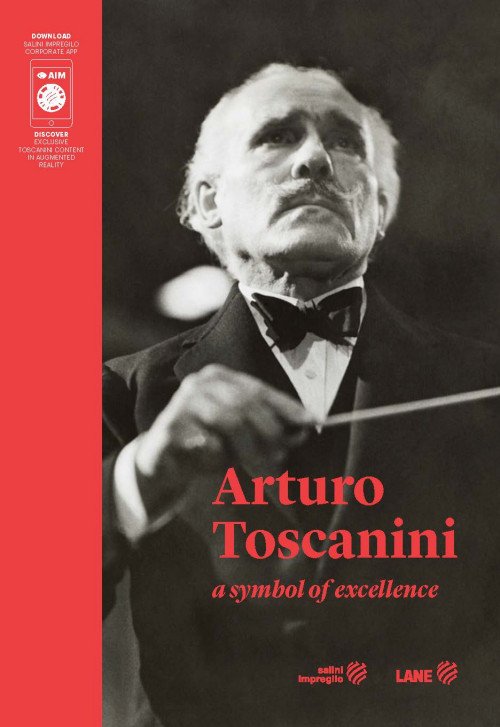 DOWNLOAD
SALINI IMPREGILO
CORPORATE APP
AIM
DISCOVER
EXCLUSIVE
TOSCANINI CONTENT
IN AUGMENTED
REALITY
Arturo
Toscanini
a symbol of excellence
salini
impregilo
LANE